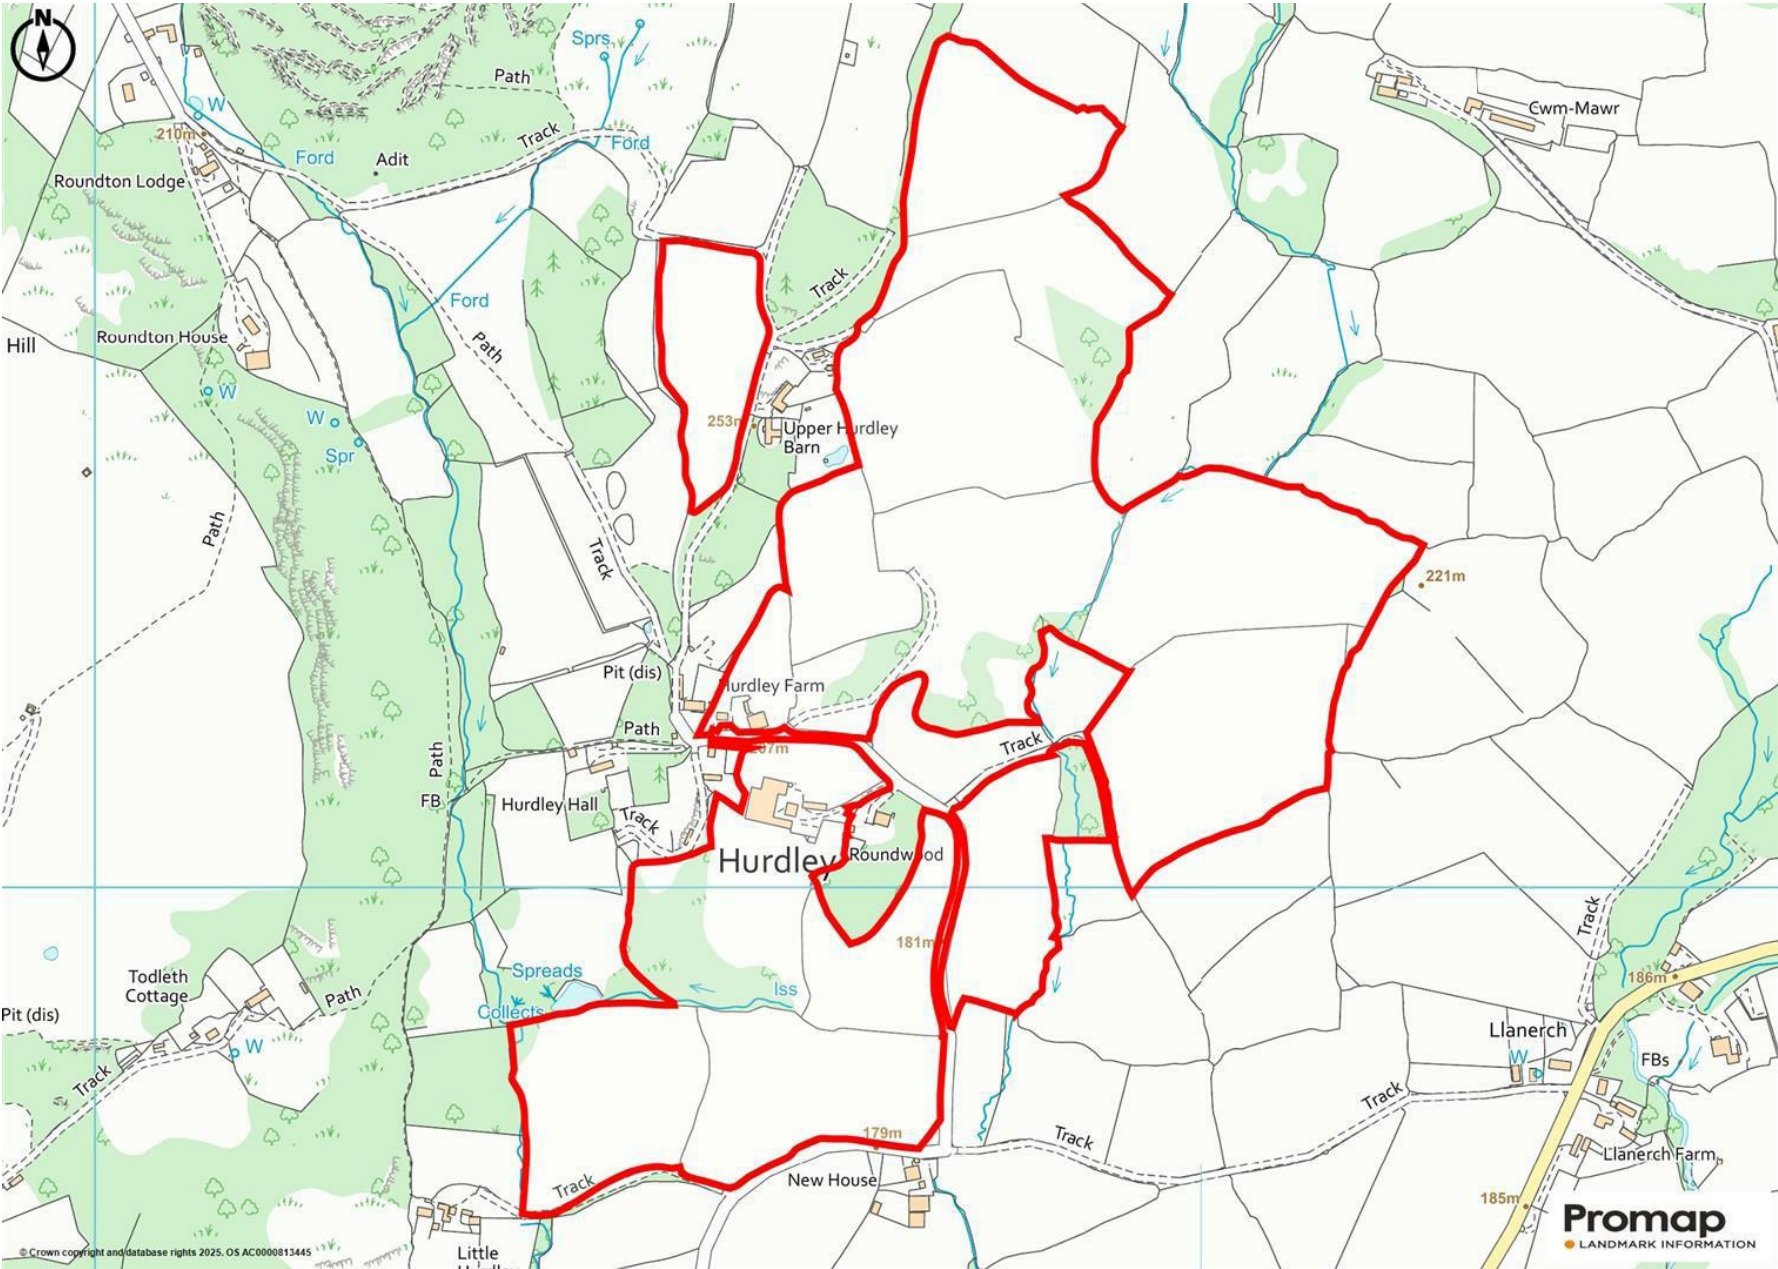 N
Sprs
Path
W
210m
Ford
Adit
Track
Ford
Cwm-Mawr
Roundton Lodge
Ford
Track
Path
Hill
Roundton House
W
W
Spr
253m
Upper Hurdley
Barn
Path
Track
221m
Pit (dis)
Hurdley Farm
Path
207m
Track
Path
FB
Hurdley Hall
Track
Hurdley
Roundwood
181m
Track
Todleth
Cottage
Path
Spreads
Collects
Iss
186m
Pit (dis)
W
Llanerch
W
FBs
Track
Track
Track
179m
Track
New House
Llanerch Farm
185m
Little
Promap
LANDMARK INFORMATION
© Crown copyright and database rights 2025. OS AC0000813445